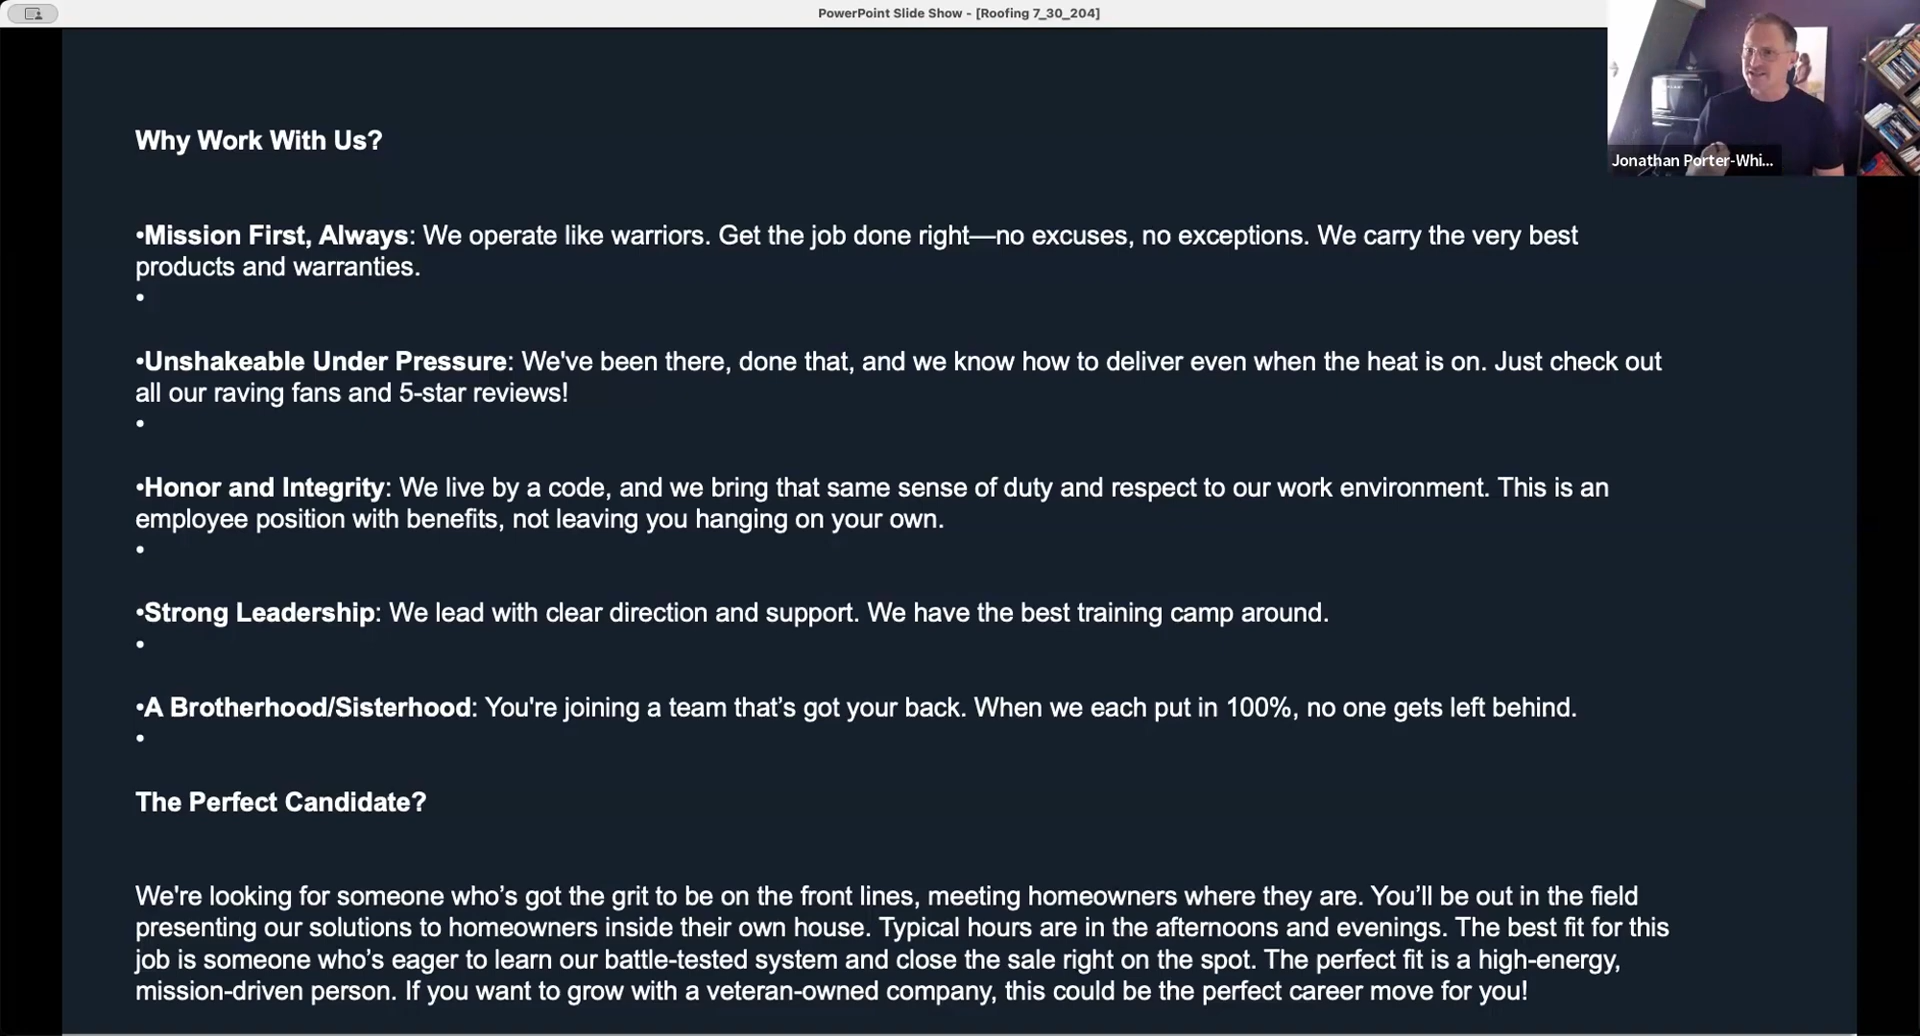 PowerPoint Slide Show - [Roofing 7_30_204]
Jonathan Porter-Whi...
Why Work With Us?
•Mission First, Always: We operate like warriors. Get the job done right—no excuses, no exceptions. We carry the very best
products and warranties.
•
•Unshakeable Under Pressure: We've been there, done that, and we know how to deliver even when the heat is on. Just check out
all our raving fans and 5-star reviews!
•
•Honor and Integrity: We live by a code, and we bring that same sense of duty and respect to our work environment. This is an
employee position with benefits, not leaving you hanging on your own.
•
•Strong Leadership: We lead with clear direction and support. We have the best training camp around.
•
•A Brotherhood/Sisterhood: You're joining a team that’s got your back. When we each put in 100%, no one gets left behind.
•
The Perfect Candidate?
We're looking for someone who’s got the grit to be on the front lines, meeting homeowners where they are. You’ll be out in the field
presenting our solutions to homeowners inside their own house. Typical hours are in the afternoons and evenings. The best fit for this
job is someone who’s eager to learn our battle-tested system and close the sale right on the spot. The perfect fit is a high-energy,
mission-driven person. If you want to grow with a veteran-owned company, this could be the perfect career move for you!